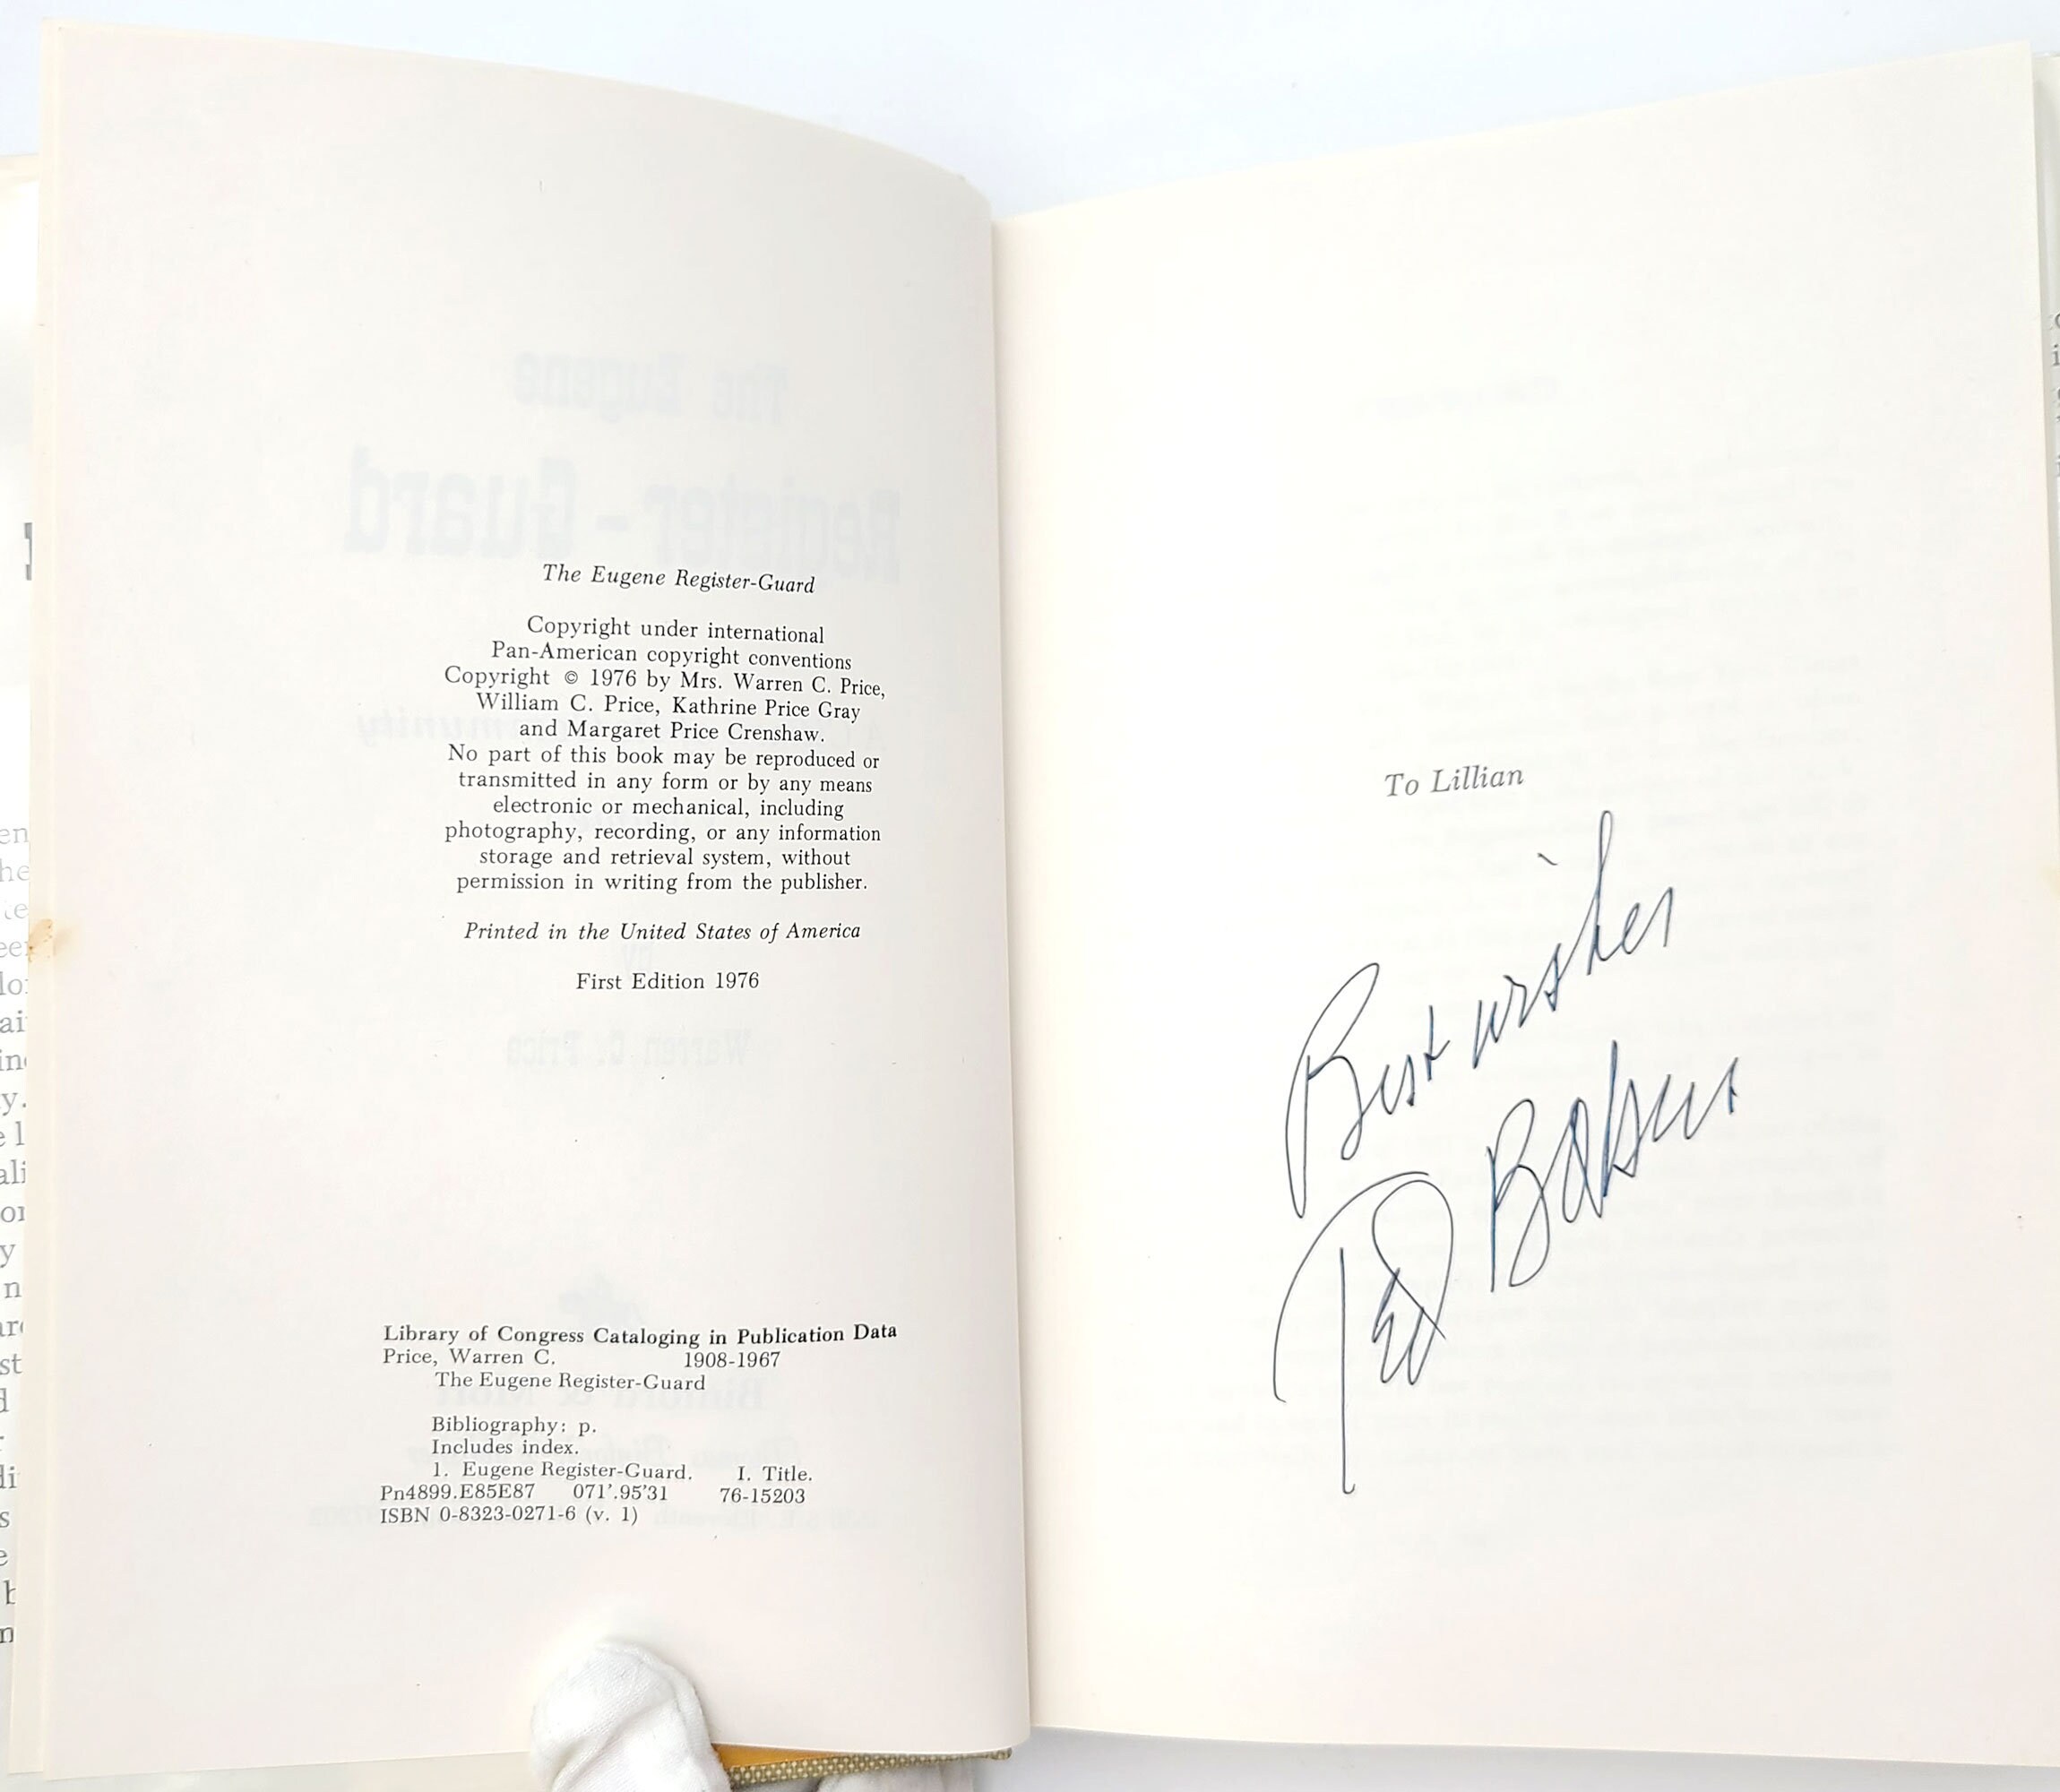 The Eugene Register-Guard
Copyright under international
Pan-American copyright conventions
Copyright © 1976 by Mrs. Warren C. Price,
William C. Price, Kathrine Price Gray
and Margaret Price Crenshaw.
No part of this book may be reproduced or
transmitted in any form or by any means
electronic or mechanical, including
photography, recording, or any information
storage and retrieval system, without
permission in writing from the publisher.
Printed in the United States of America
First Edition 1976
Library of Congress Cataloging in Publication Data
Price, Warren C. 1908-1967
The Eugene Register-Guard
Bibliography: p.
Includes index.
1. Eugene Register-Guard. I. Title.
Pn4899.E85E87 071'.95'31 76-15203
ISBN 0-8323-0271-6 (v. 1)
To Lillian
Best wishes
Ted Baker